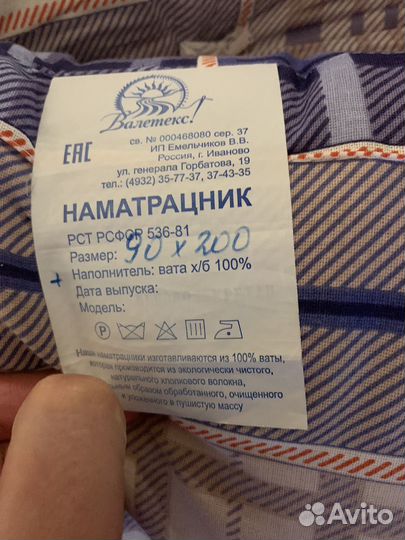 Валетекс!
св. № 000468080 сер. 37
ИП Емельчиков В.В.
Россия, г. Иваново
ул. генерала Горбатова, 19
тел.: (4932) 35-77-37, 37-43-35
ЕАС
НАМАТРАЦНИК
РСТ РСФСР 536-81
Размер: 90 х 200
+ Наполнитель: вата х/б 100%
Дата выпуска:
Модель:
P
Наши наматрацники изготавливаются из 100% ваты,
которая производится из экологически чистого,
натурального хлопкового волокна,
образом обработанного, очищенного
и уложенного в пушистую массу
Avito